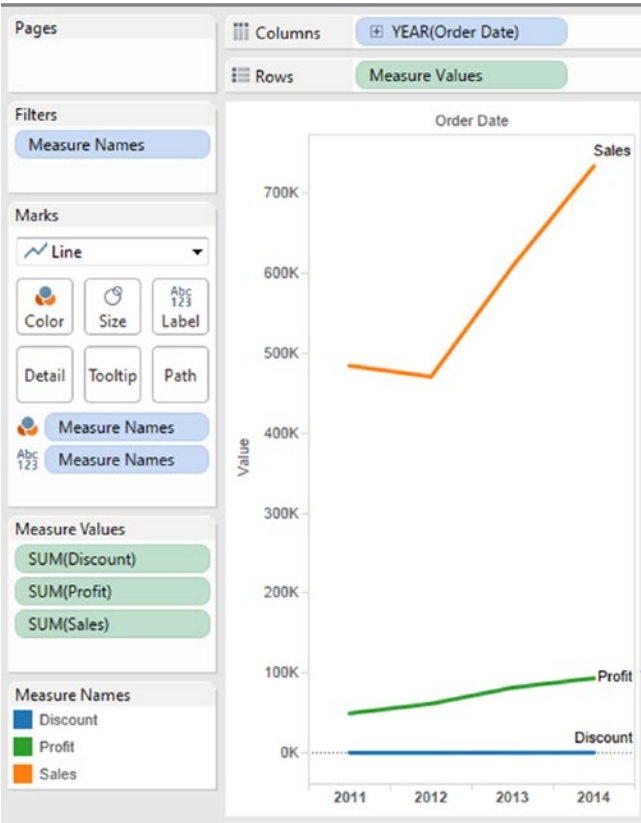 Pages
Columns
YEAR(Order Date)
Rows
Measure Values
Filters
Measure Names
Marks
Line
Color
Size
Abc
123
Label
Detail
Tooltip
Path
Measure Names
Abc
123
Measure Names
Measure Values
SUM(Discount)
SUM(Profit)
SUM(Sales)
Measure Names
Discount
Profit
Sales
Order Date
Sales
700K
600K
500K
400K
Value
300K
200K
100K
Profit
Discount
0K
2011 2012 2013 2014